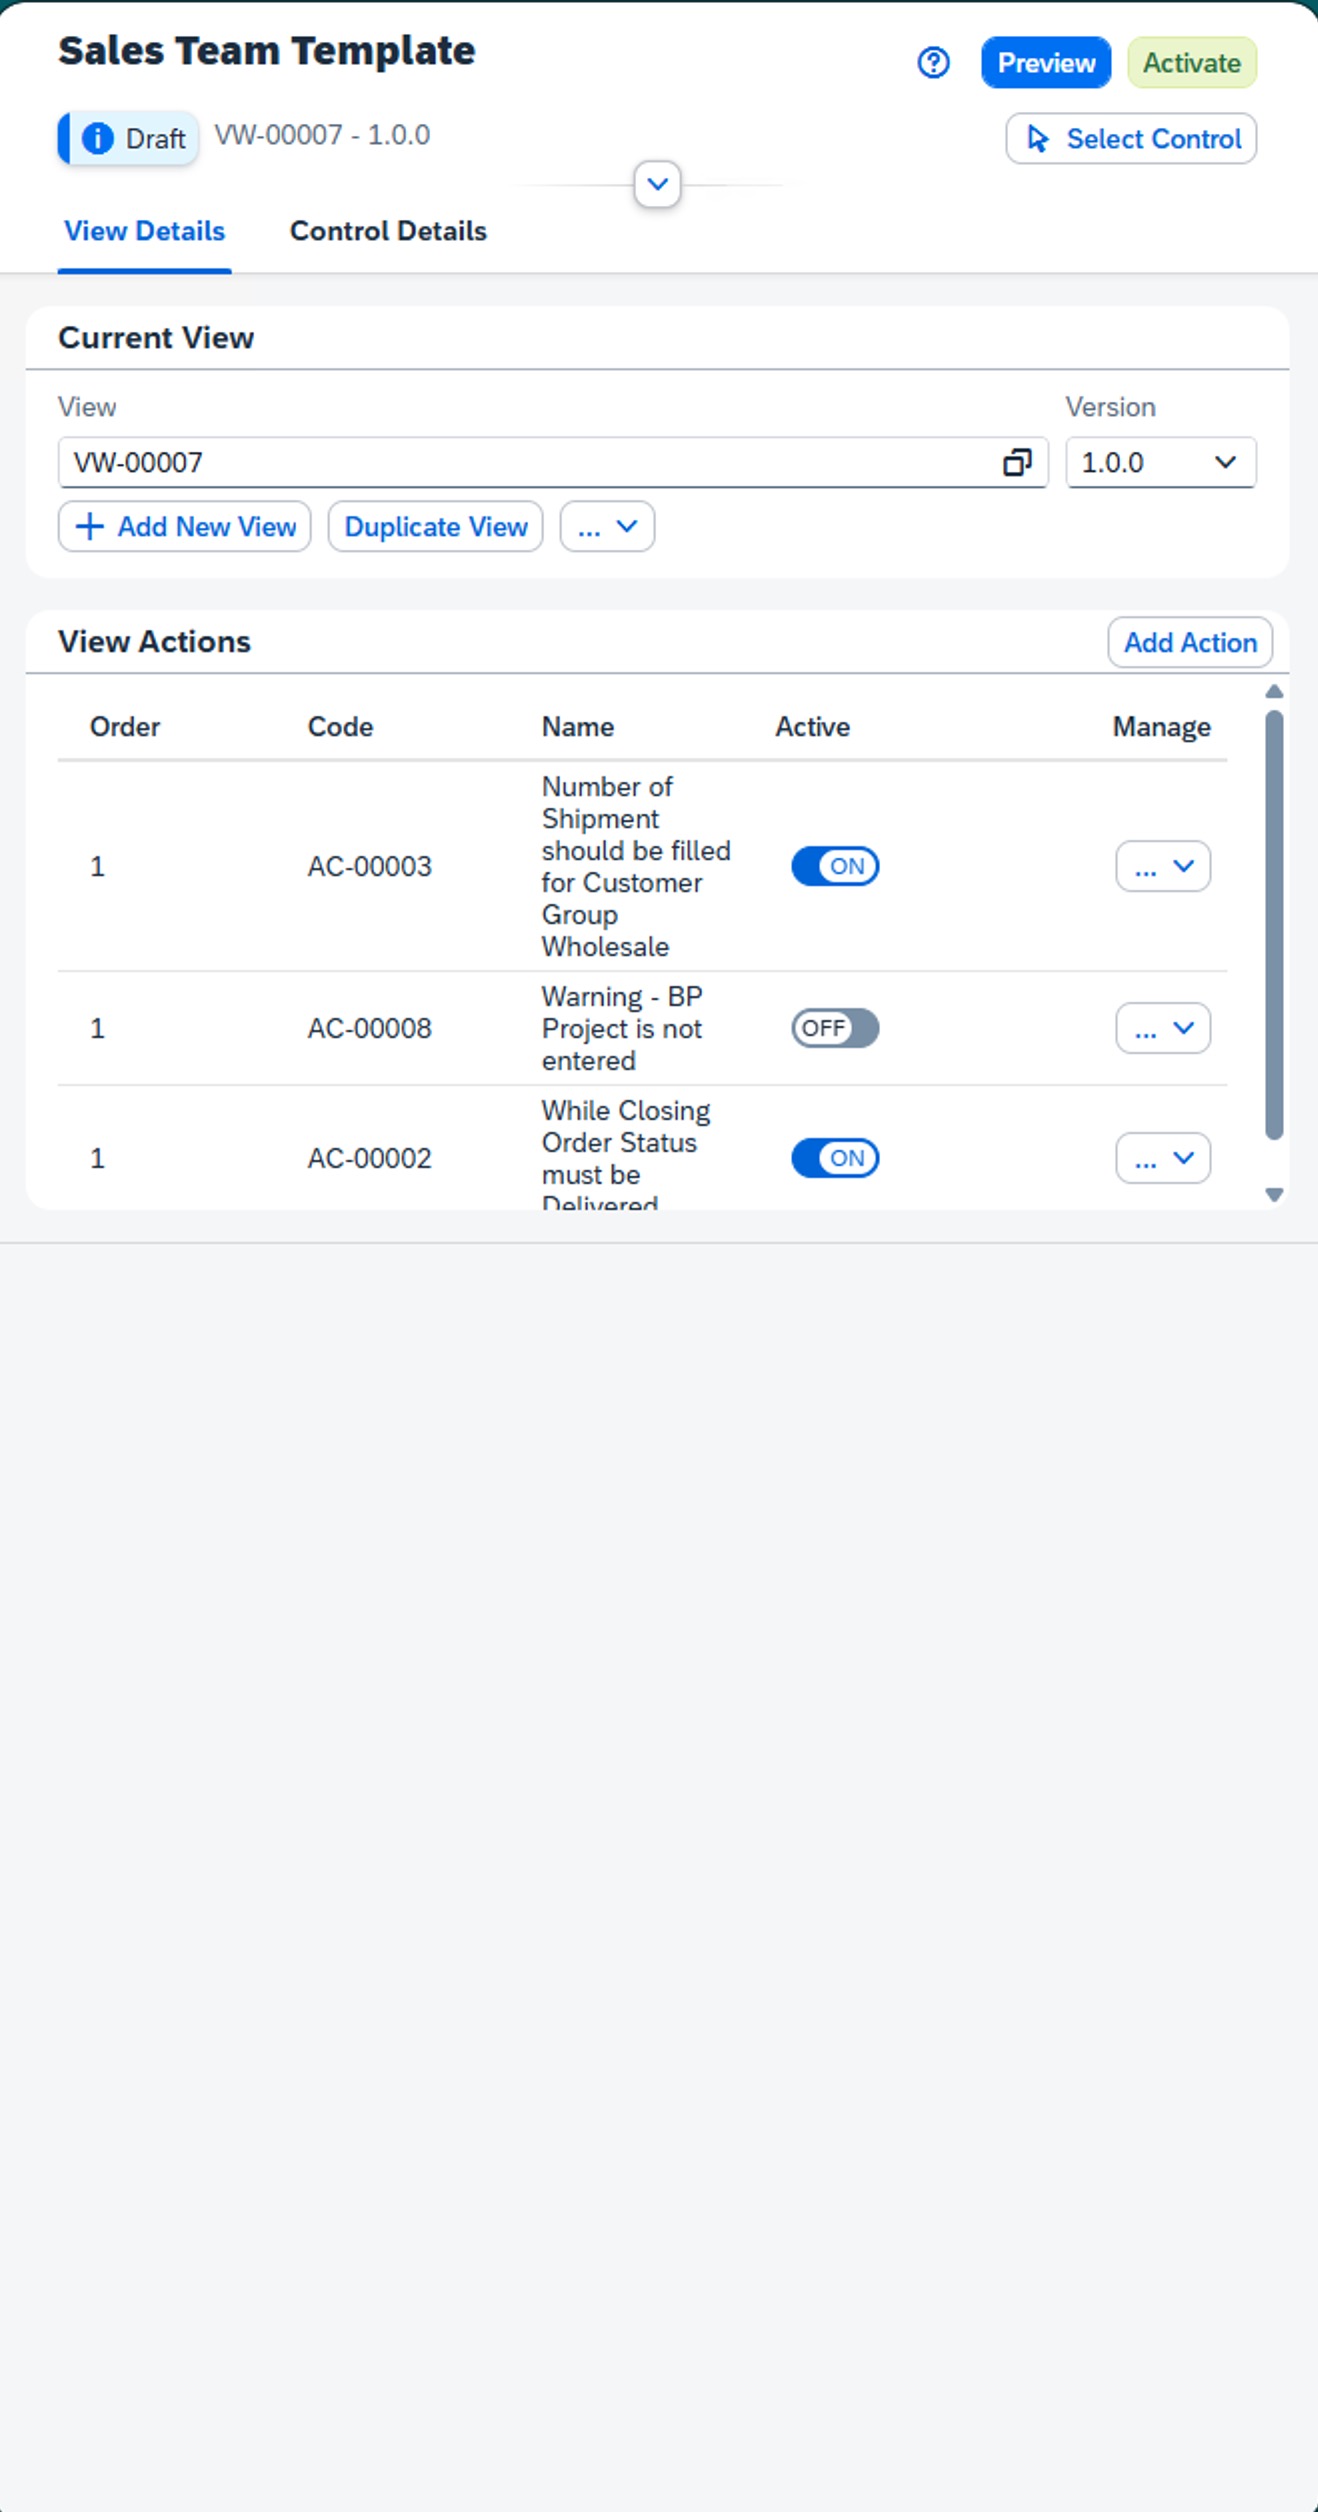 Sales Team Template
Preview
Activate
Draft
VW-00007 - 1.0.0
Select Control
View Details
Control Details
Current View
View
Version
VW-00007
1.0.0
Add New View
Duplicate View
...
View Actions
Add Action
Order
Code
Name
Active
Manage
1
AC-00003
Number of
Shipment
should be filled
for Customer
Group
Wholesale
ON
...
1
AC-00008
Warning - BP
Project is not
entered
OFF
...
1
AC-00002
While Closing
Order Status
must be
Delivered
ON
...